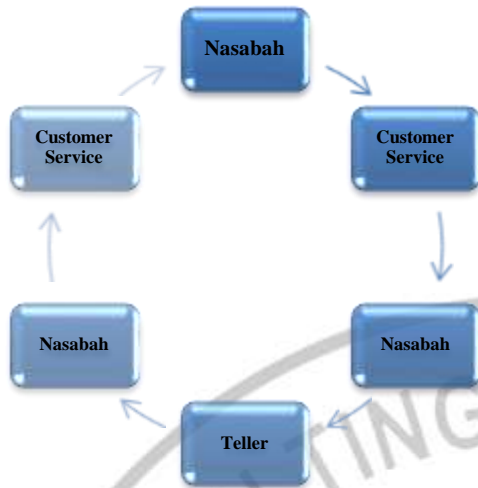 Nasabah
Customer
Service
Nasabah
Teller
Nasabah
Customer
Service